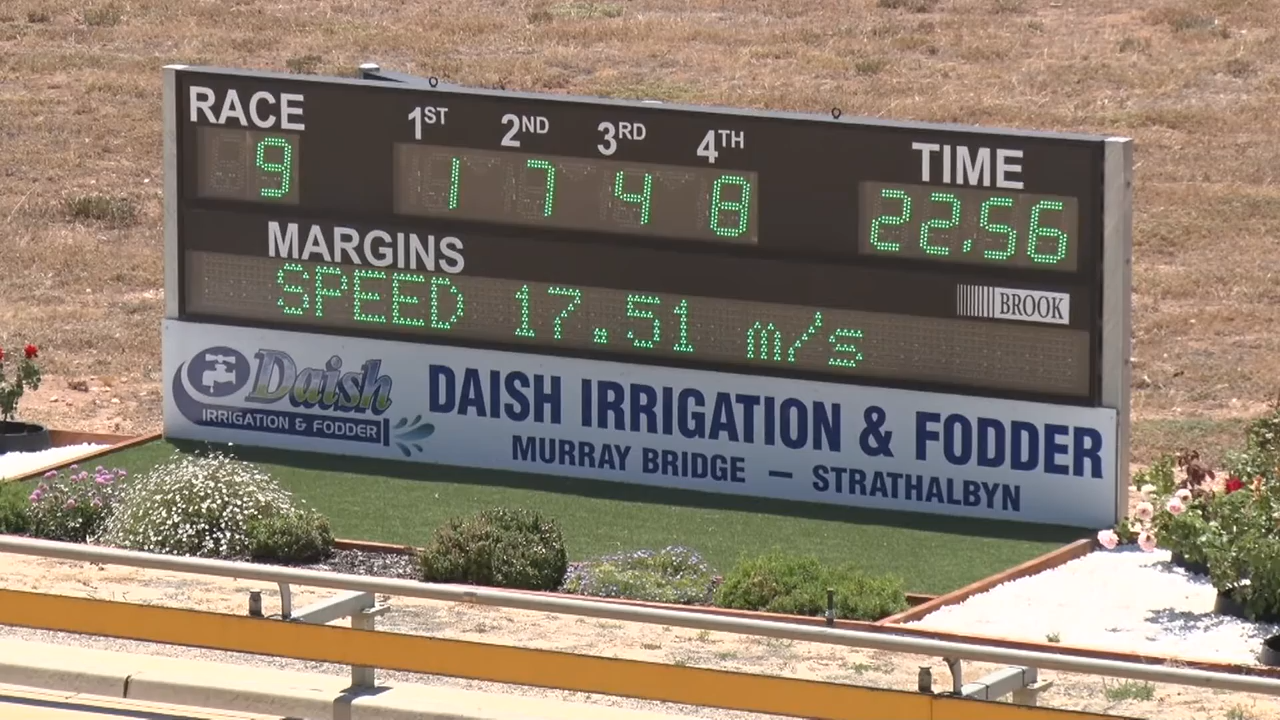 RACE 1ST 2ND 3RD 4TH TIME
9 1 7 4 8 22.56
MARGINS
BROOK
SPEED 17.51 m/s
Daish
IRRIGATION & FODDER
DAISH IRRIGATION & FODDER
MURRAY BRIDGE — STRATHALBYN